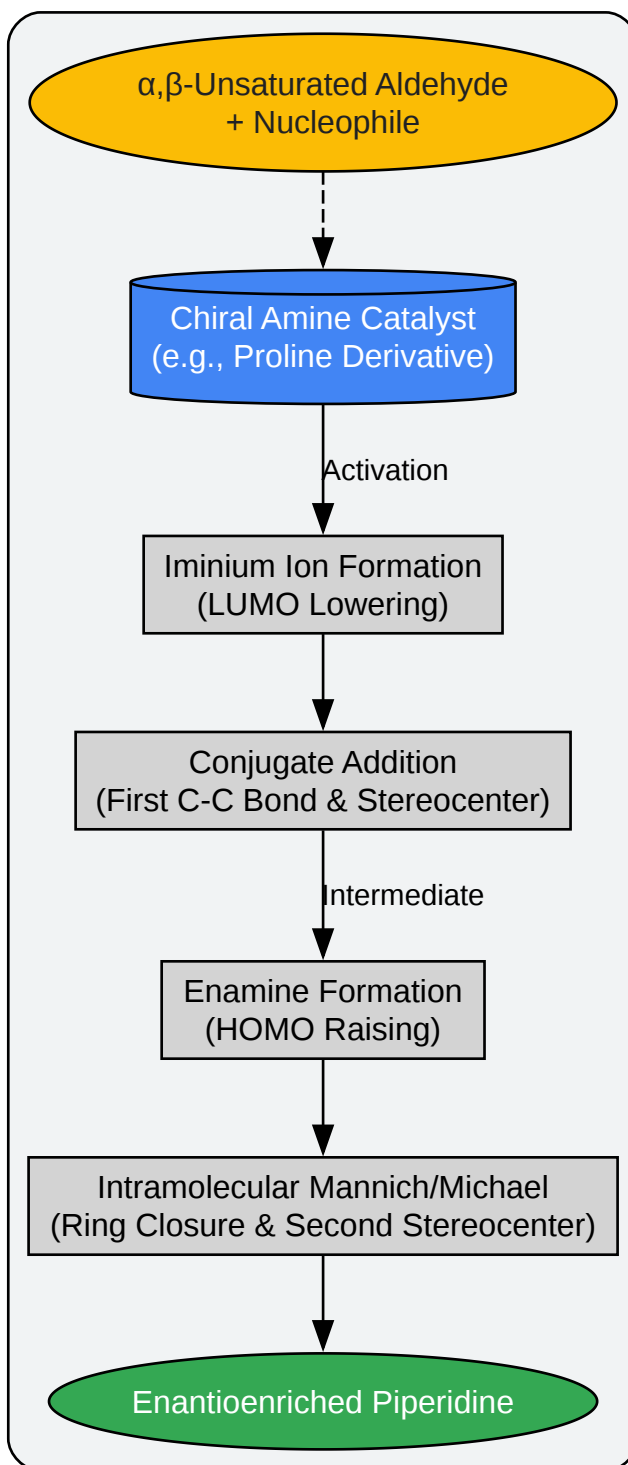 α,β-Unsaturated Aldehyde
+ Nucleophile
Chiral Amine Catalyst
(e.g., Proline Derivative)
Activation
Iminium Ion Formation
(LUMO Lowering)
Conjugate Addition
(First C-C Bond & Stereocenter)
Intermediate
Enamine Formation
(HOMO Raising)
Intramolecular Mannich/Michael
(Ring Closure & Second Stereocenter)
Enantioenriched Piperidine